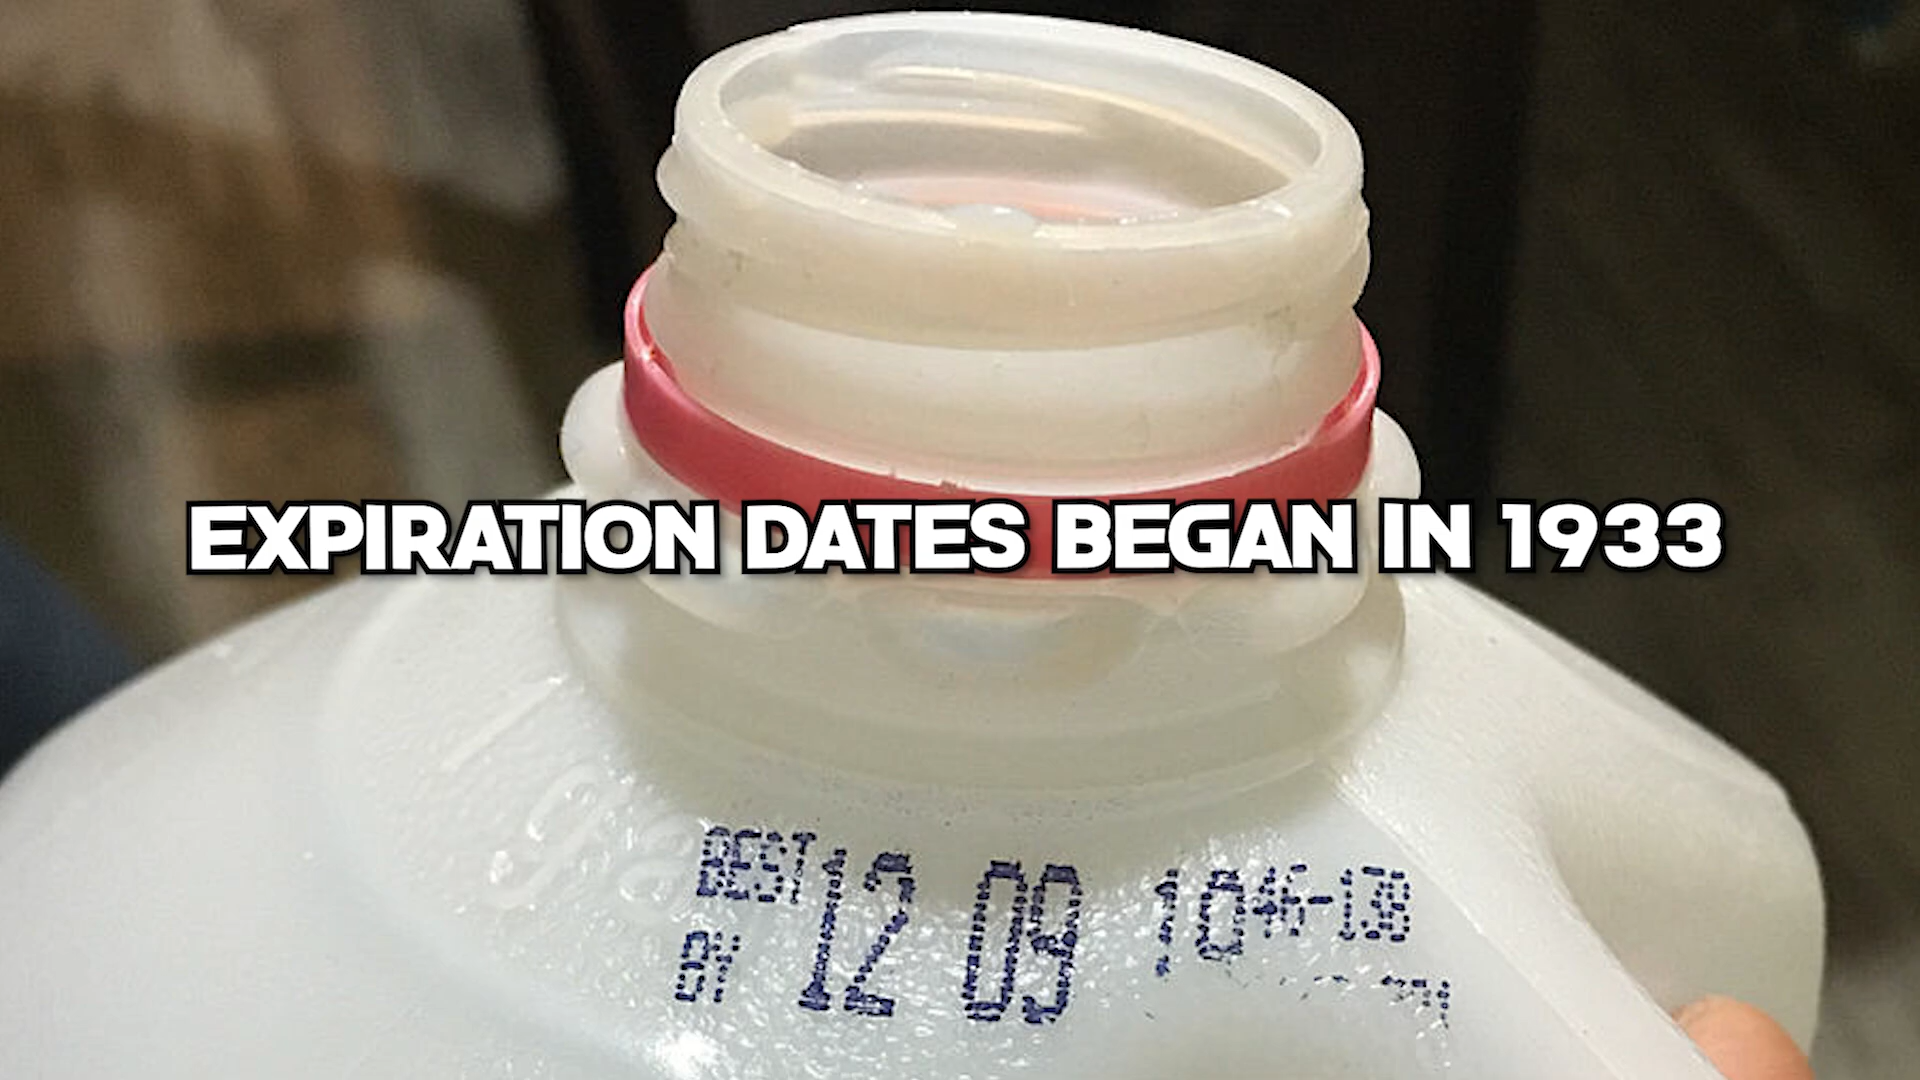 EXPIRATION DATES BEGAN IN 1933
BEST 12 09
BY